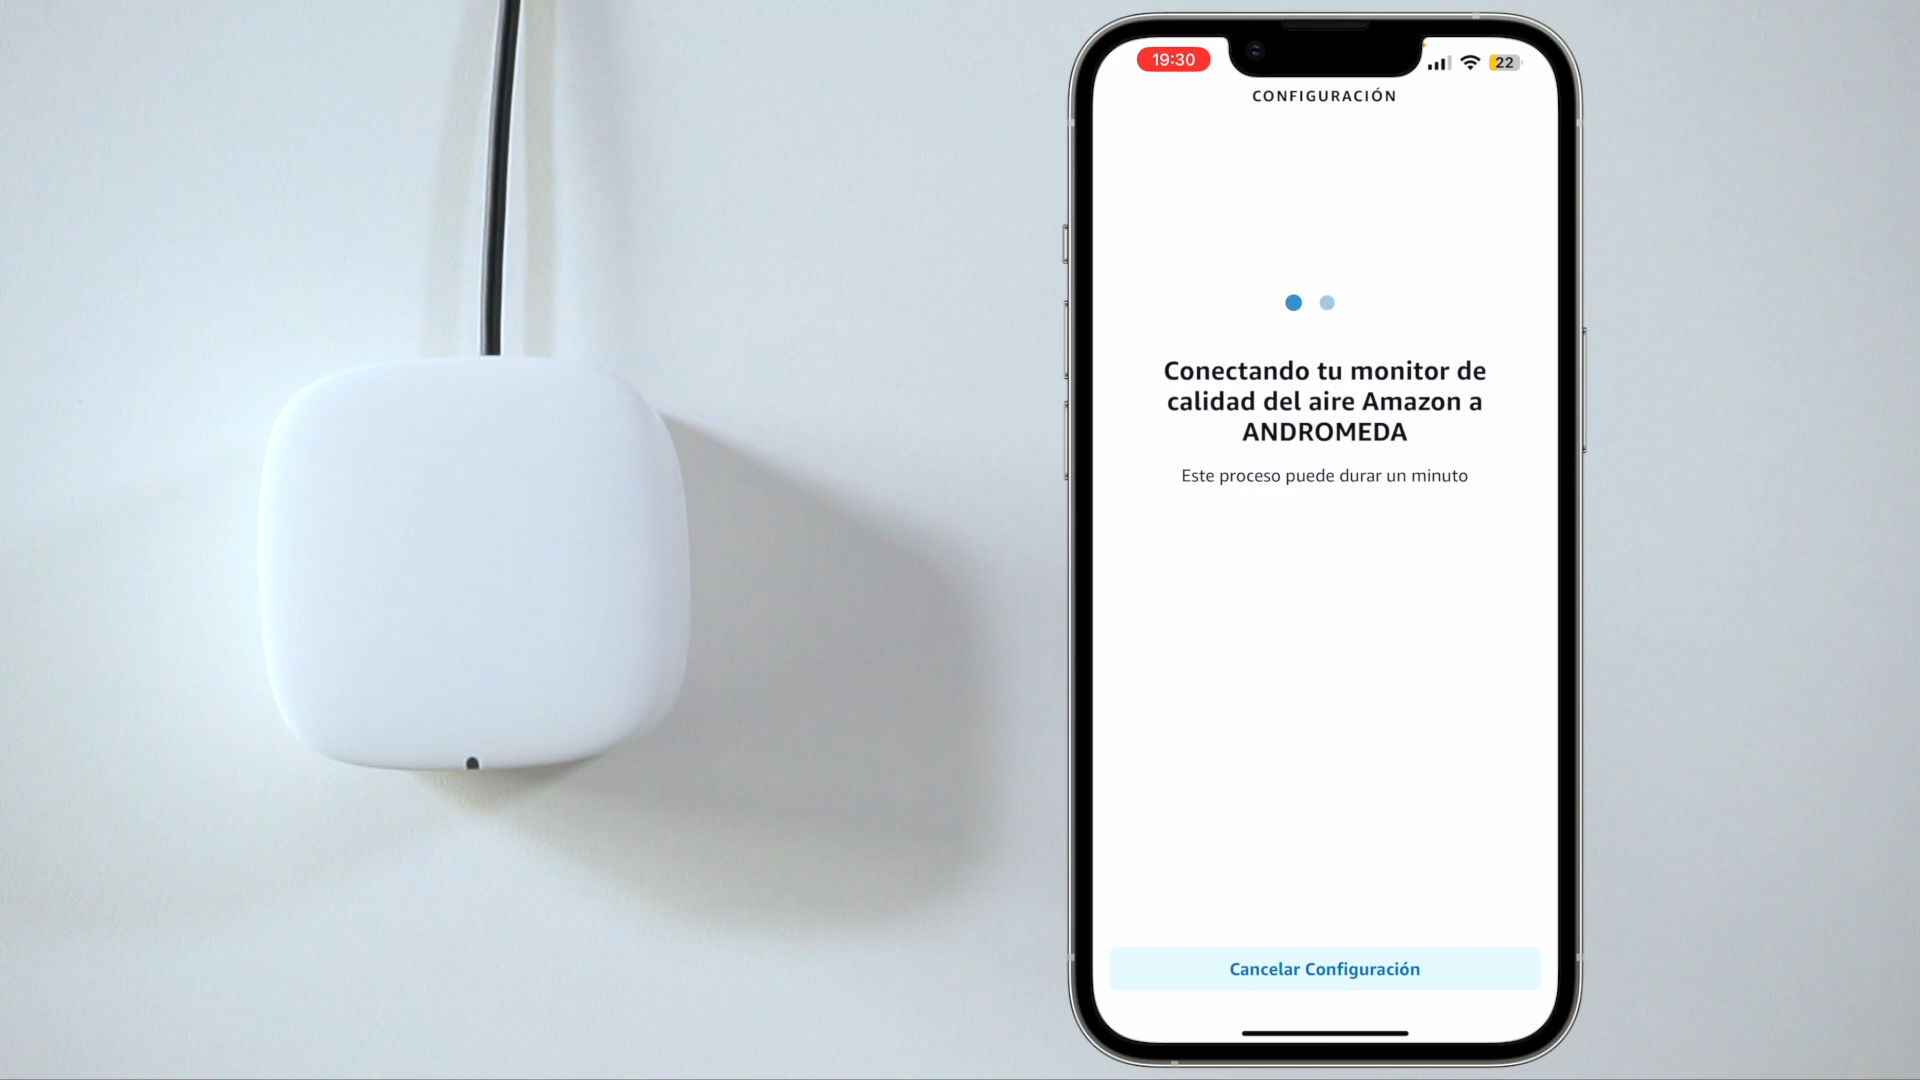 19:30
22
CONFIGURACIÓN
Conectando tu monitor de
calidad del aire Amazon a
ANDROMEDA
Este proceso puede durar un minuto
Cancelar Configuración